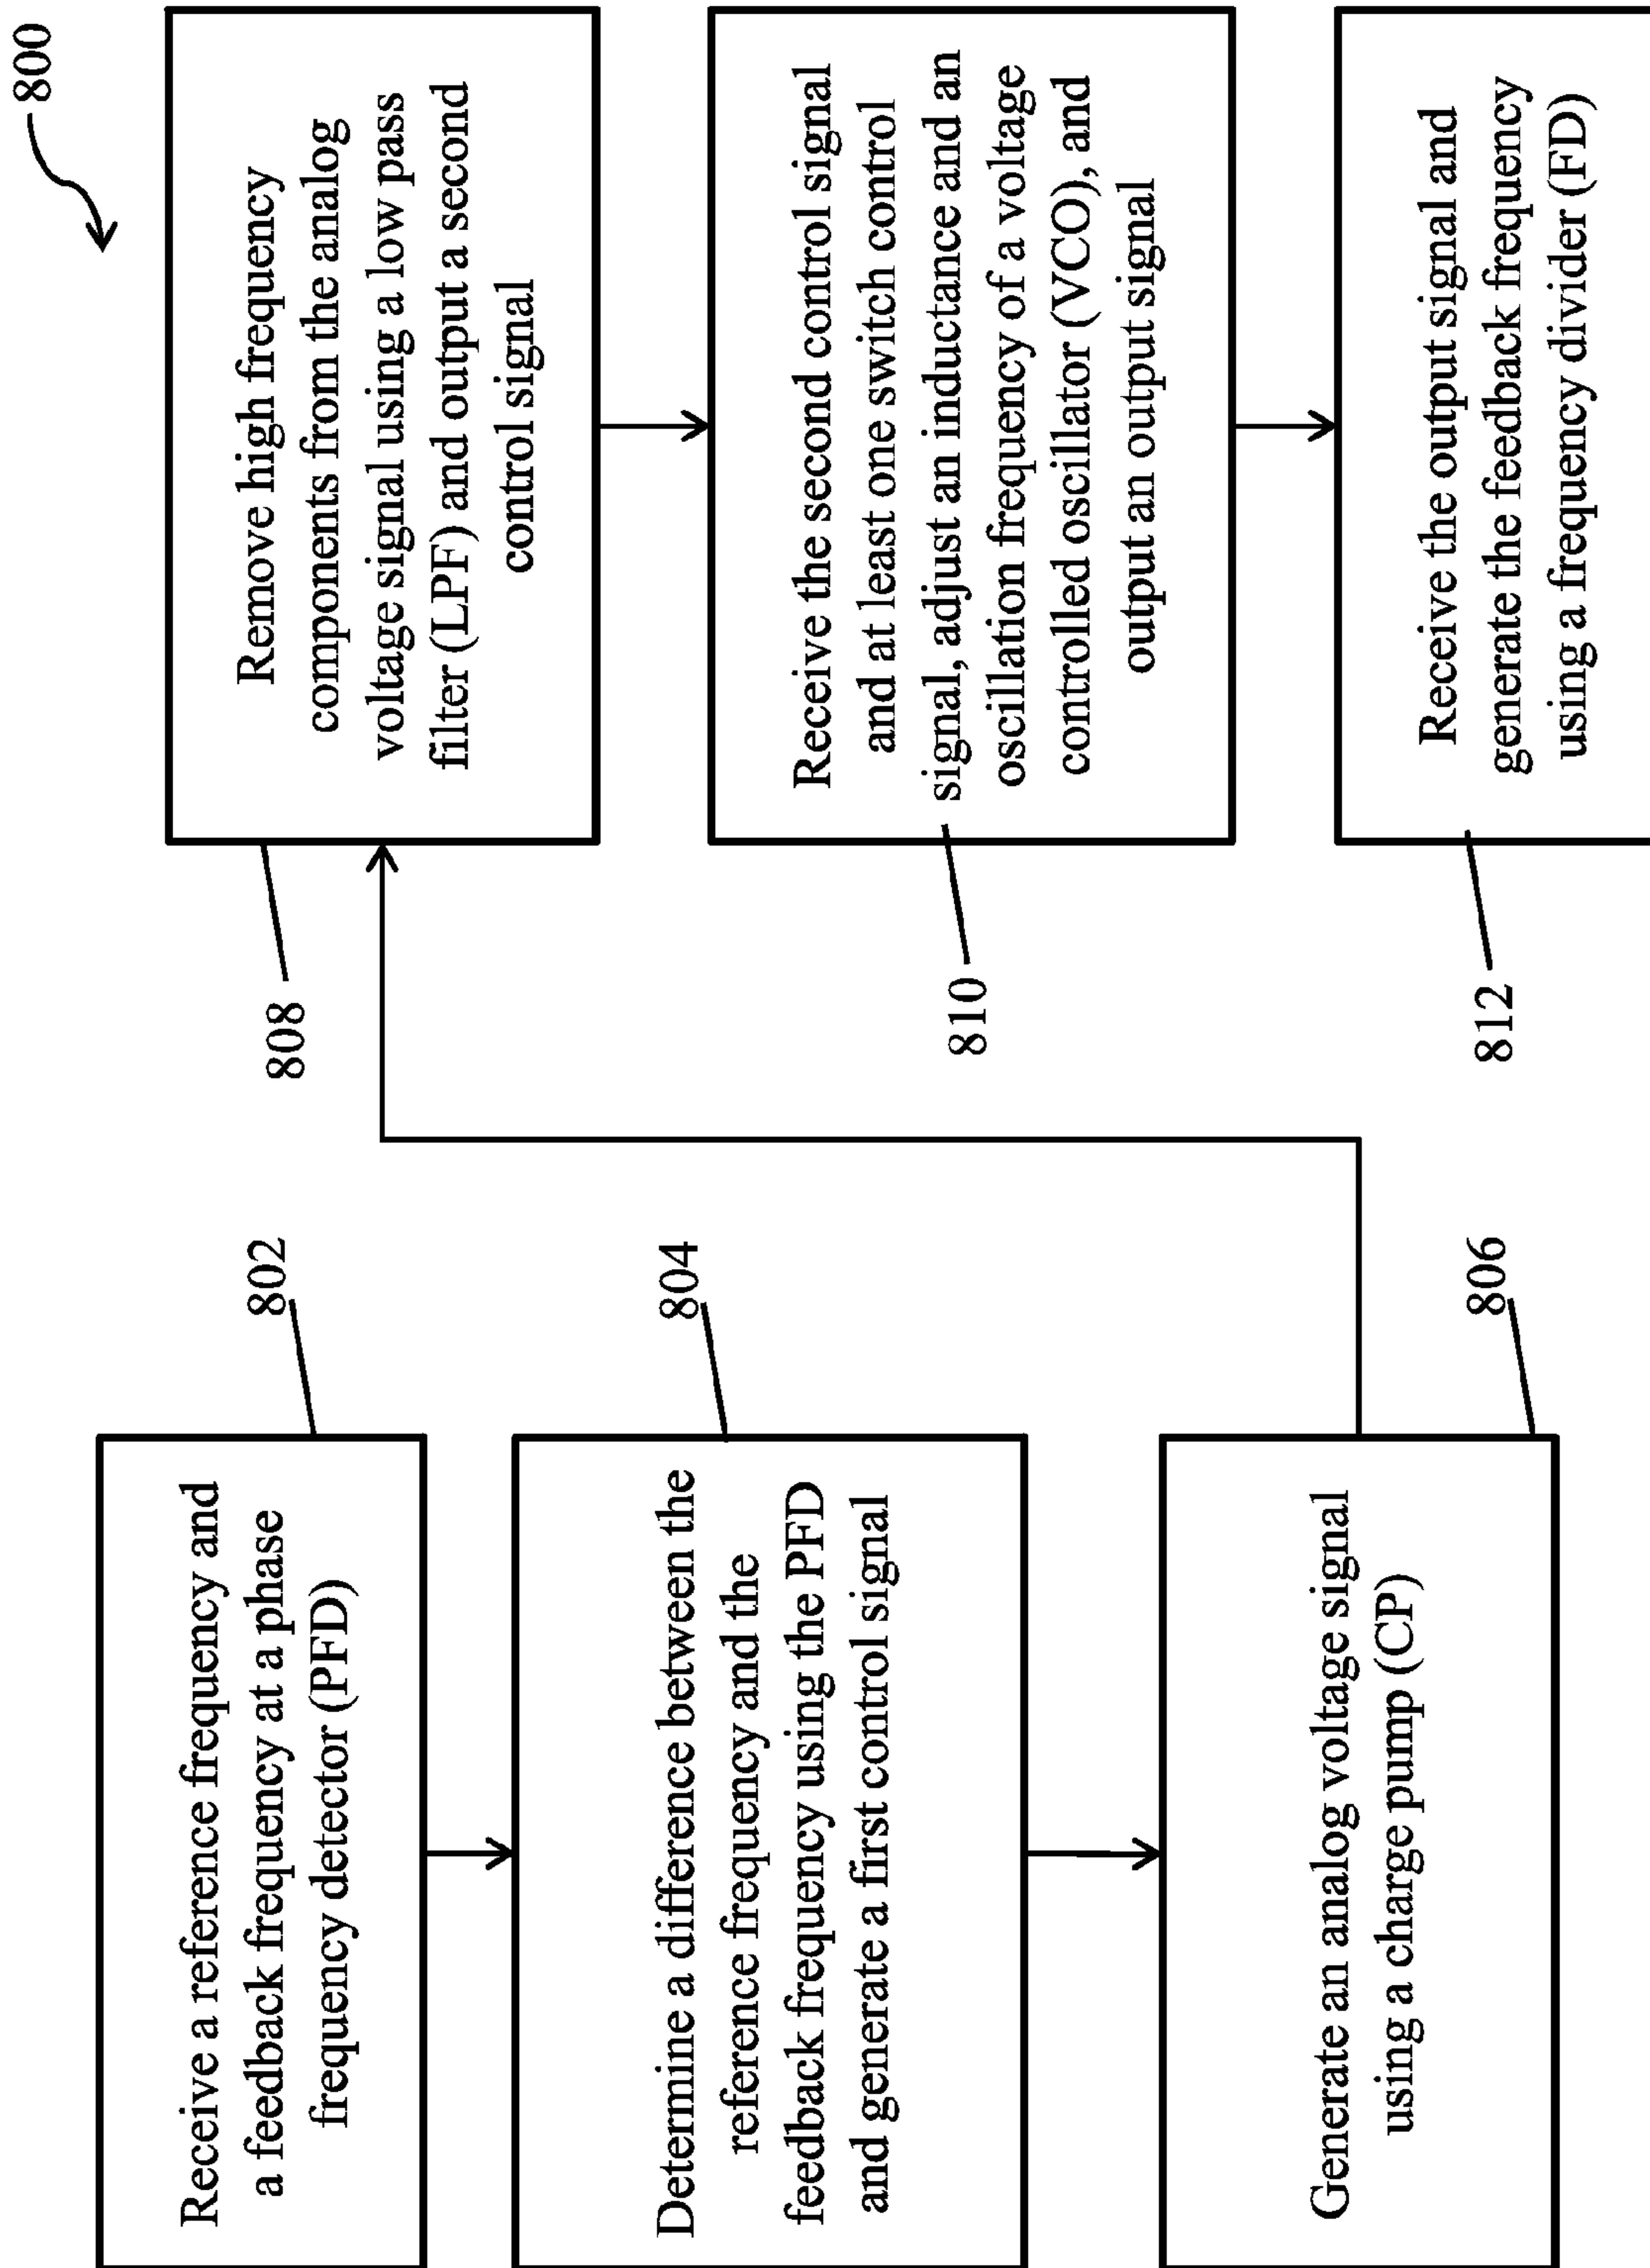 800
802
Receive a reference frequency and
a feedback frequency at a phase
frequency detector (PFD)
804
Determine a difference between the
reference frequency and the
feedback frequency using the PFD
and generate a first control signal
806
Generate an analog voltage signal
using a charge pump (CP)
808
Remove high frequency
components from the analog
voltage signal using a low pass
filter (LPF) and output a second
control signal
810
Receive the second control signal
and at least one switch control
signal, adjust an inductance and an
oscillation frequency of a voltage
controlled oscillator (VCO), and
output an output signal
812
Receive the output signal and
generate the feedback frequency
using a frequency divider (FD)